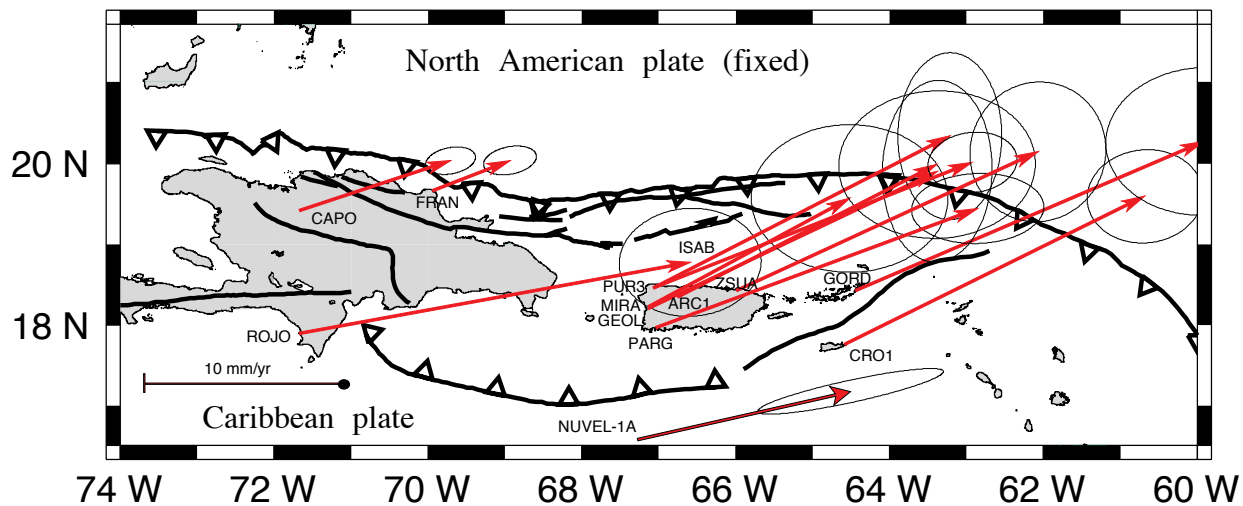 North American plate (fixed)
20 N
FRAN
CAPO
ISAB
ZSUA
GORD
PUR3
MIRA
ARC1
GEOL
18 N
ROJO
PARG
CRO1
10 mm/yr
Caribbean plate
NUVEL-1A
74 W 72 W 70 W 68 W 66 W 64 W 62 W 60 W